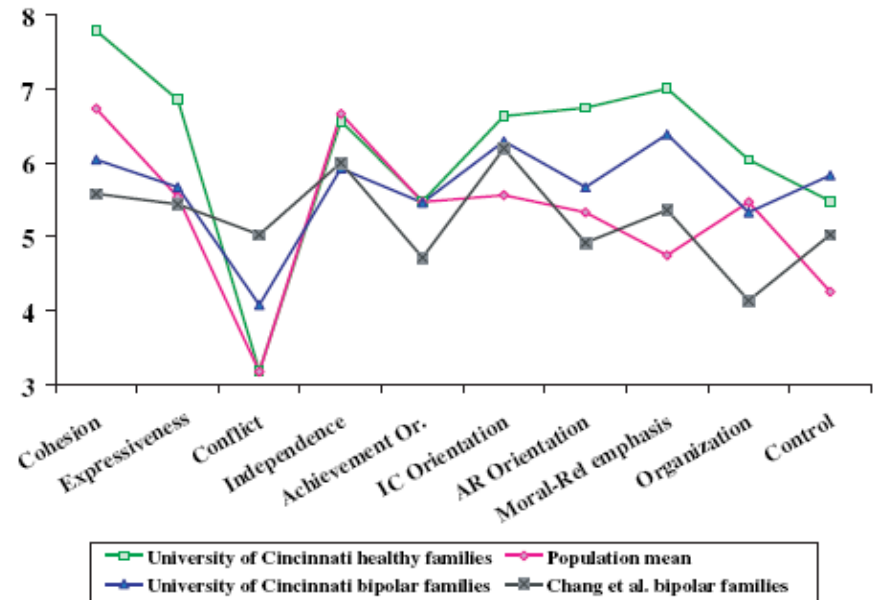 8
7
6
5
4
3
Cohesion
Expressiveness
Conflict
Independence
Achievement Or.
IC Orientation
AR Orientation
Moral-Rel emphasis
Organization
Control
University of Cincinnati healthy families Population mean
University of Cincinnati bipolar families Chang et al. bipolar families